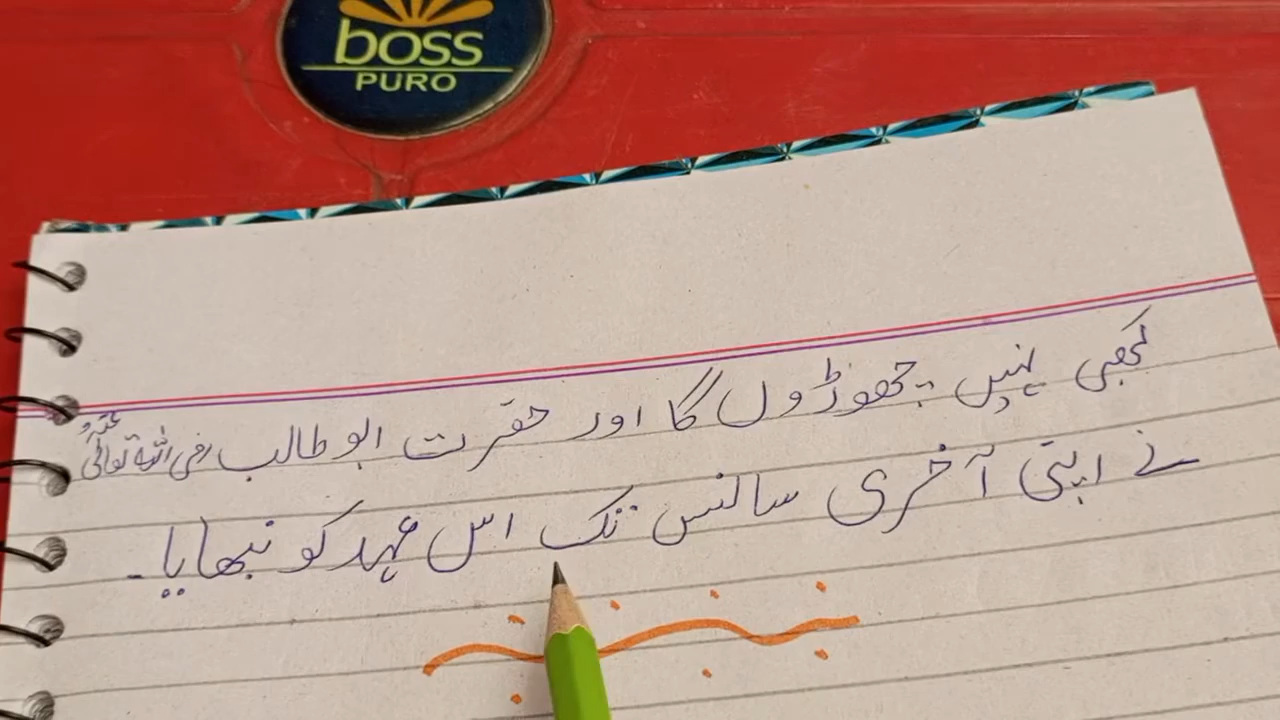 boss
PURO
کبھی نہیں چھوڑوں گا اور حضرت ابو طالب رضی اللہ تعالیٰ عنہُ
نے اپنی آخری سانس تک اس عہد کو نبھایا۔